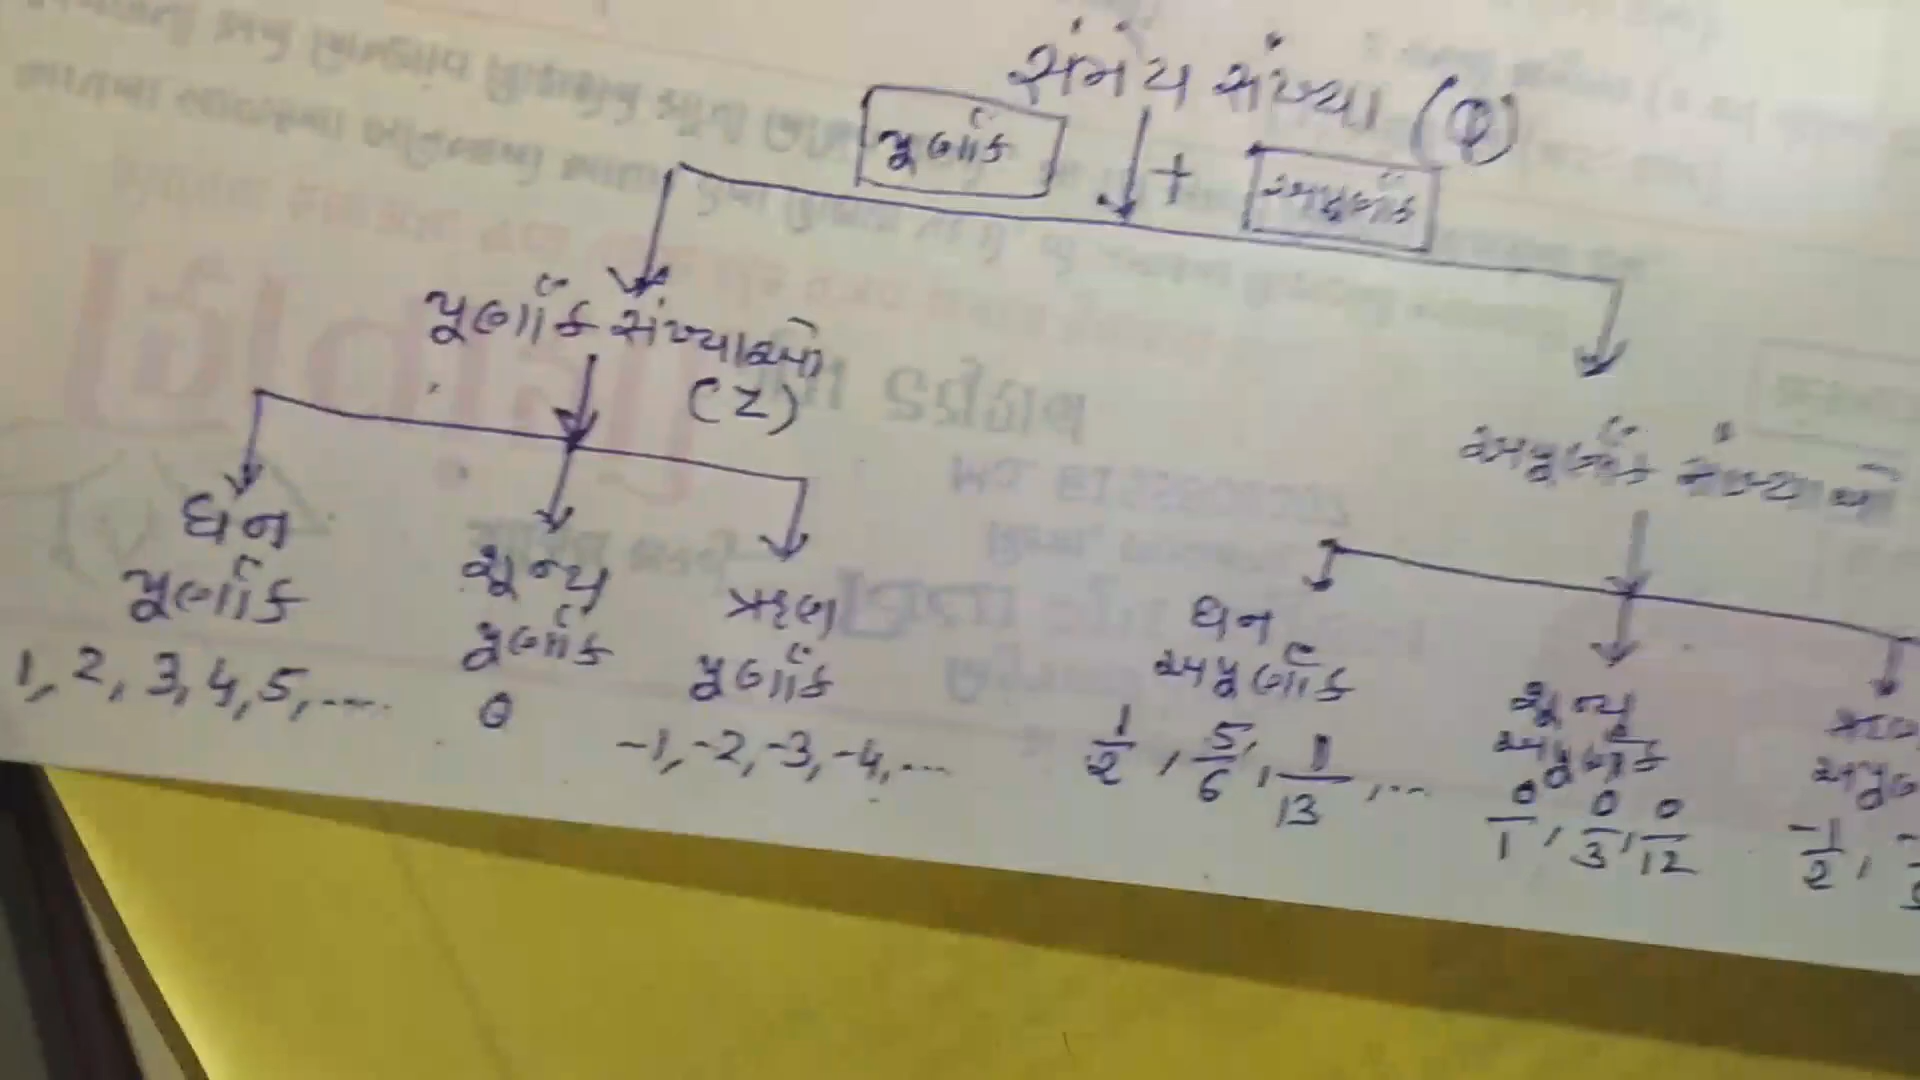 સંમેય સંખ્યા (Q)
પૂર્ણાંક + અપૂર્ણાંક
પૂર્ણાંક સંખ્યાઓ
(Z)
અપૂર્ણાંક સંખ્યાઓ
ધન
પૂર્ણાંક
1, 2, 3, 4, 5, ....
શૂન્ય
પૂર્ણાંક
0
ઋણ
પૂર્ણાંક
-1, -2, -3, -4, ...
ધન
અપૂર્ણાંક
1/2, 5/6, 1/13, ...
શૂન્ય
અપૂર્ણાંક
0/1, 0/3, 0/12
-1/2,